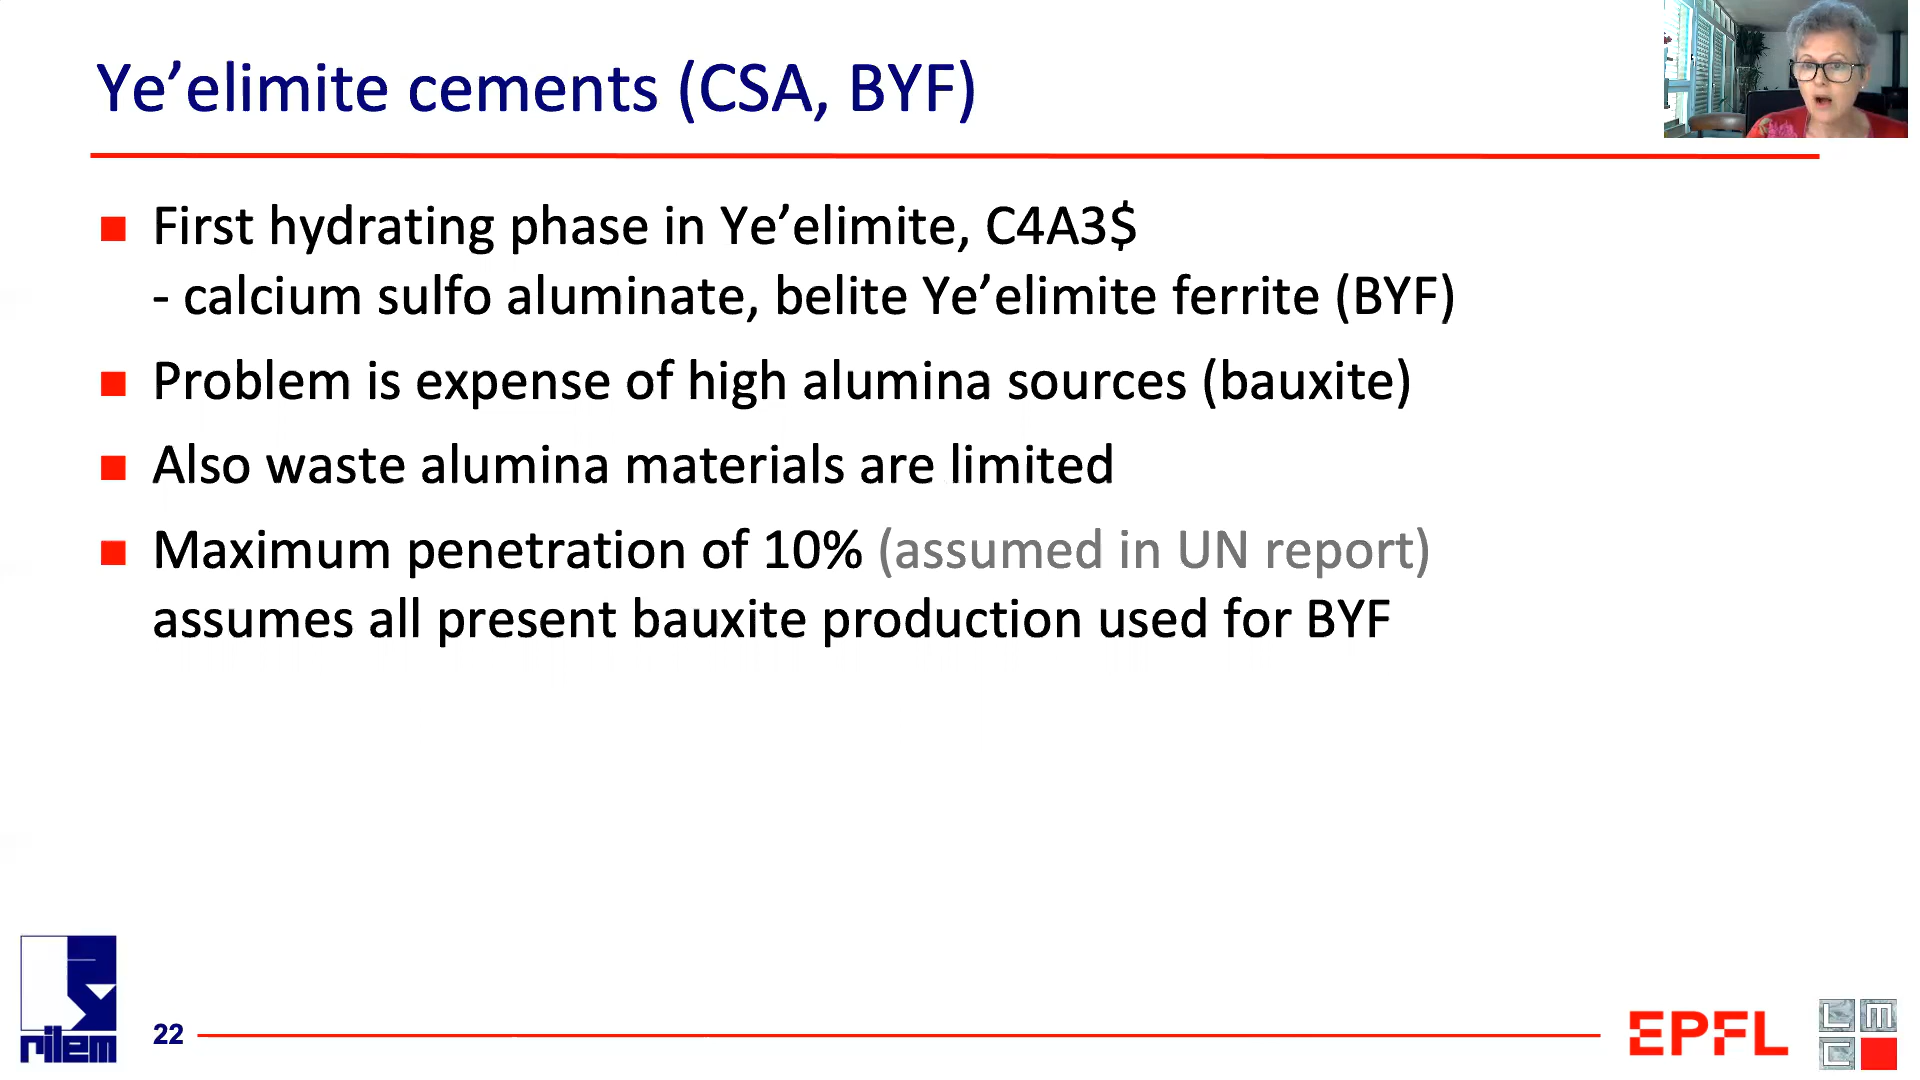 Ye’elimite cements (CSA, BYF)
■ First hydrating phase in Ye’elimite, C4A3$
- calcium sulfo aluminate, belite Ye’elimite ferrite (BYF)
■ Problem is expense of high alumina sources (bauxite)
■ Also waste alumina materials are limited
■ Maximum penetration of 10% (assumed in UN report)
assumes all present bauxite production used for BYF
rilem
22
EPFL
L M
C